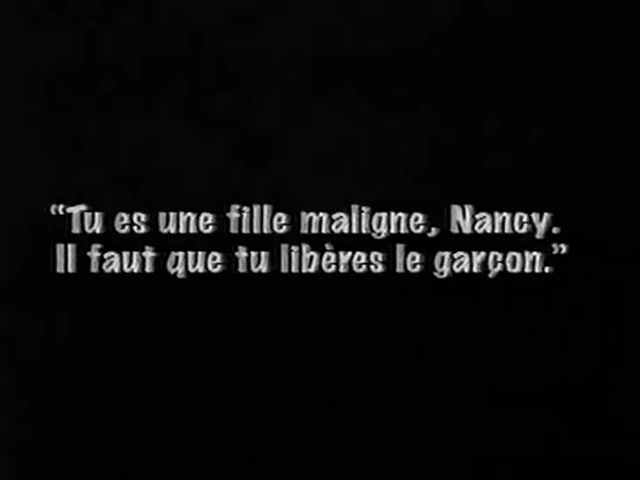 “Tu es une fille maligne, Nancy.
Il faut que tu libères le garçon.”